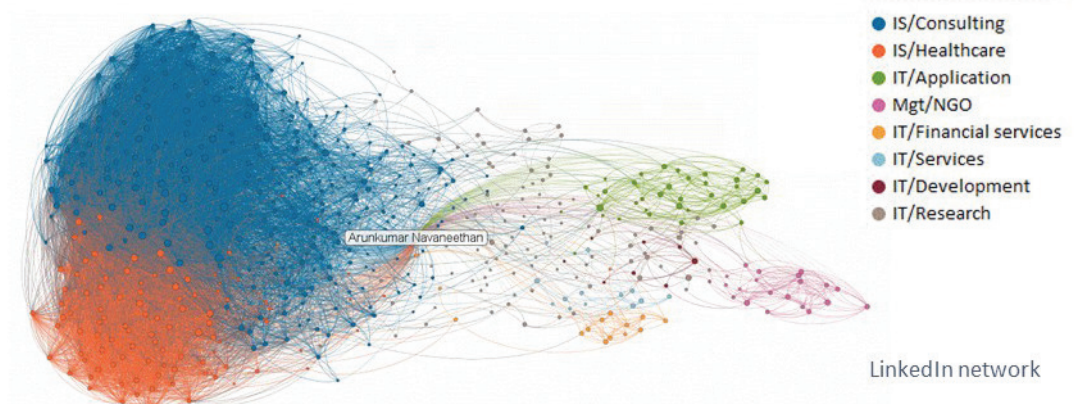 IS/Consulting
IS/Healthcare
IT/Application
Mgt/NGO
IT/Financial services
IT/Services
IT/Development
IT/Research
Arunkumar Navaneethan
LinkedIn network